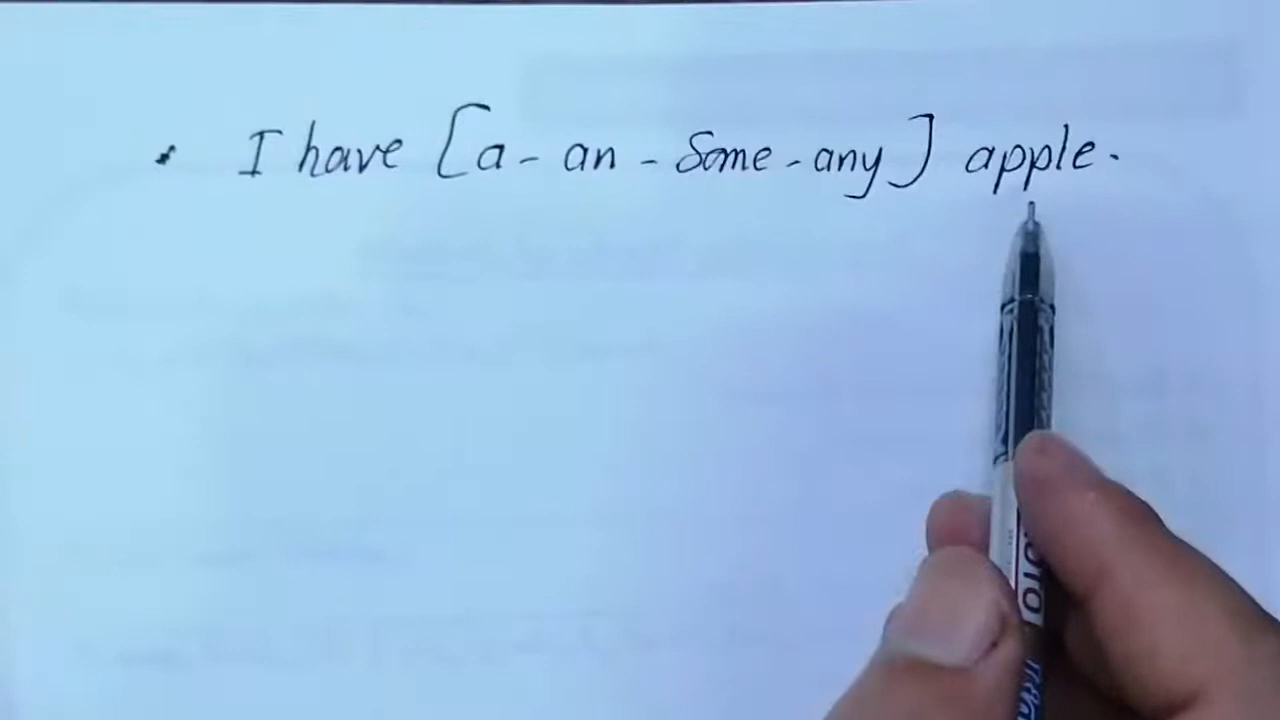 • I have [a - an - Some - any] apple.